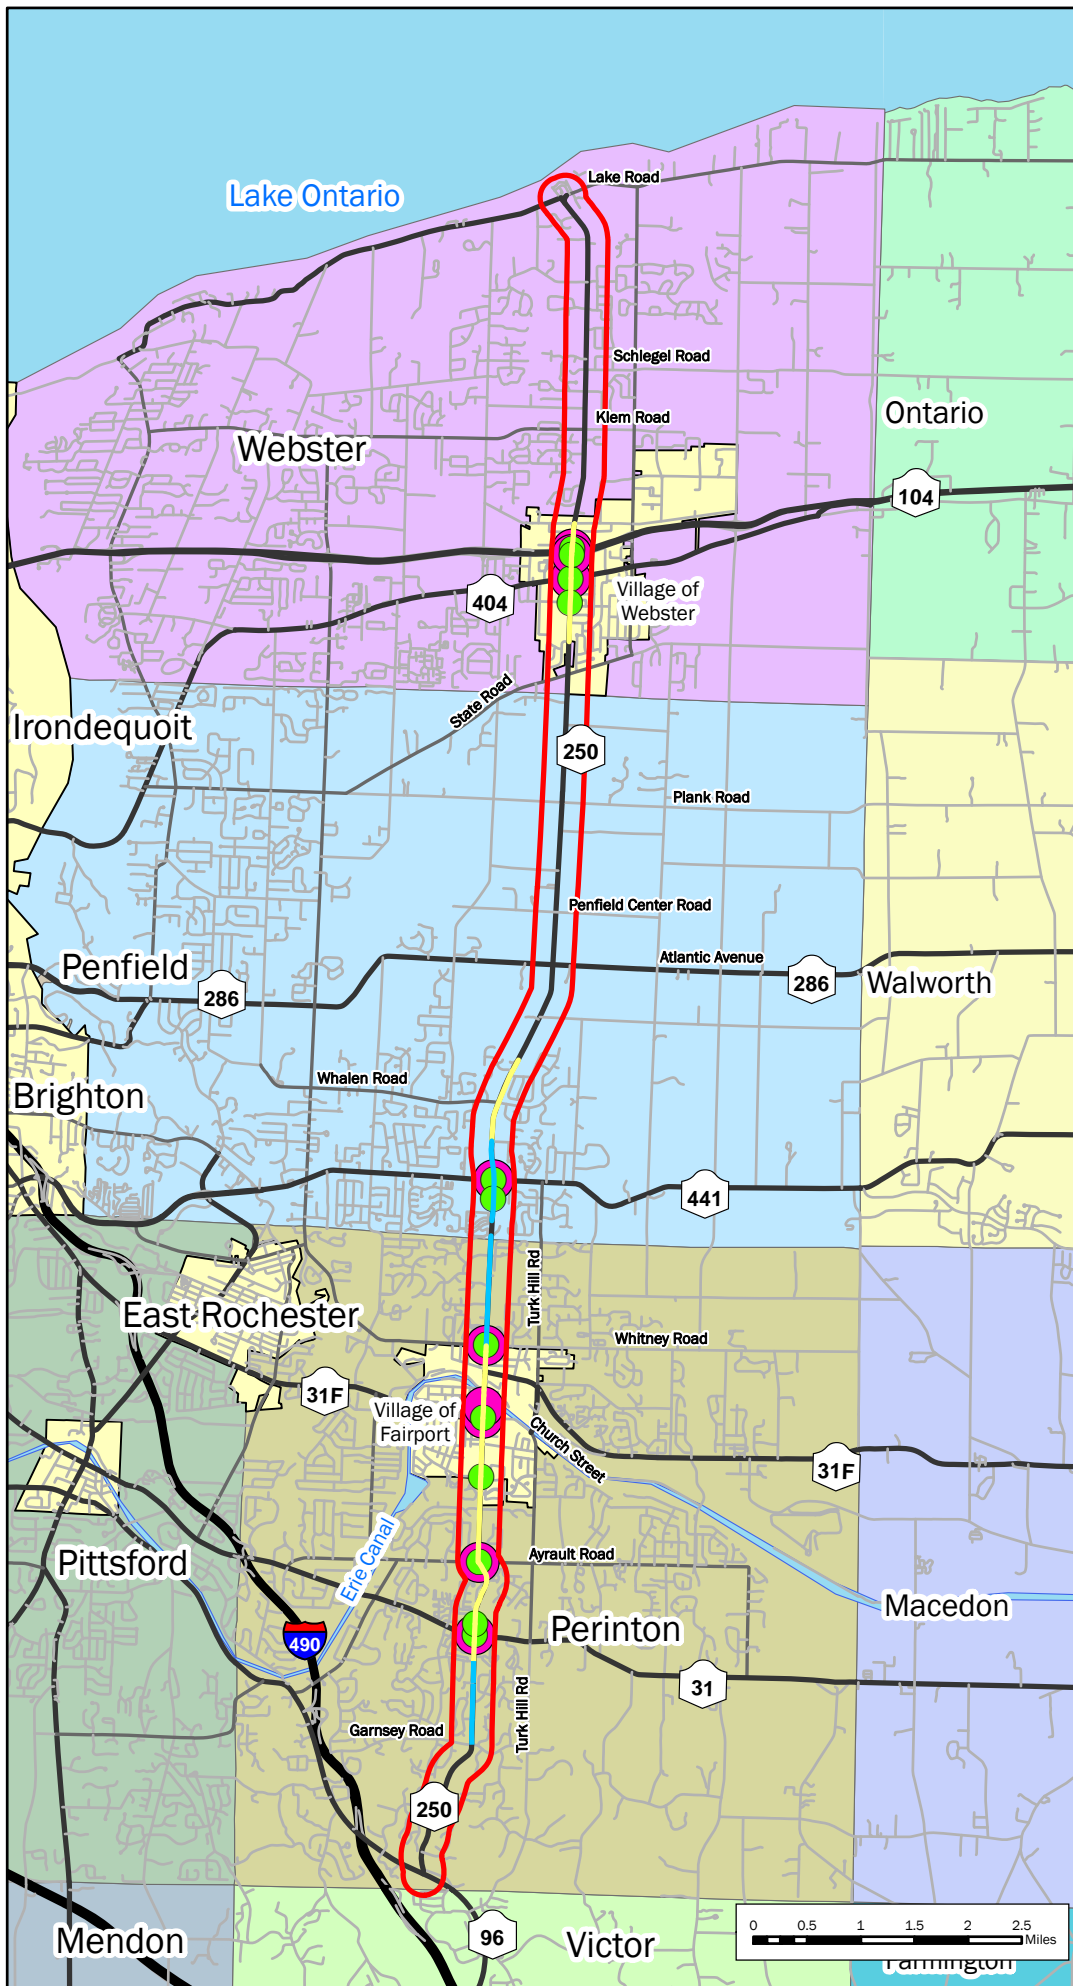 Lake Road
Lake Ontario
Schlegel Road
Klem Road
Ontario
Webster
104
404
Village of
Webster
State Road
Irondequoit
250
Plank Road
Penfield Center Road
Atlantic Avenue
Penfield
286
286
Walworth
Whalen Road
Brighton
441
Turk Hill Rd
East Rochester
Whitney Road
31F
Village of
Fairport
Church Street
31F
Erie Canal
Ayrault Road
Pittsford
Macedon
Perinton
490
31
Turk Hill Rd
Garnsey Road
250
96
Mendon
Victor
0 0.5 1 1.5 2 2.5
Miles
Farmington